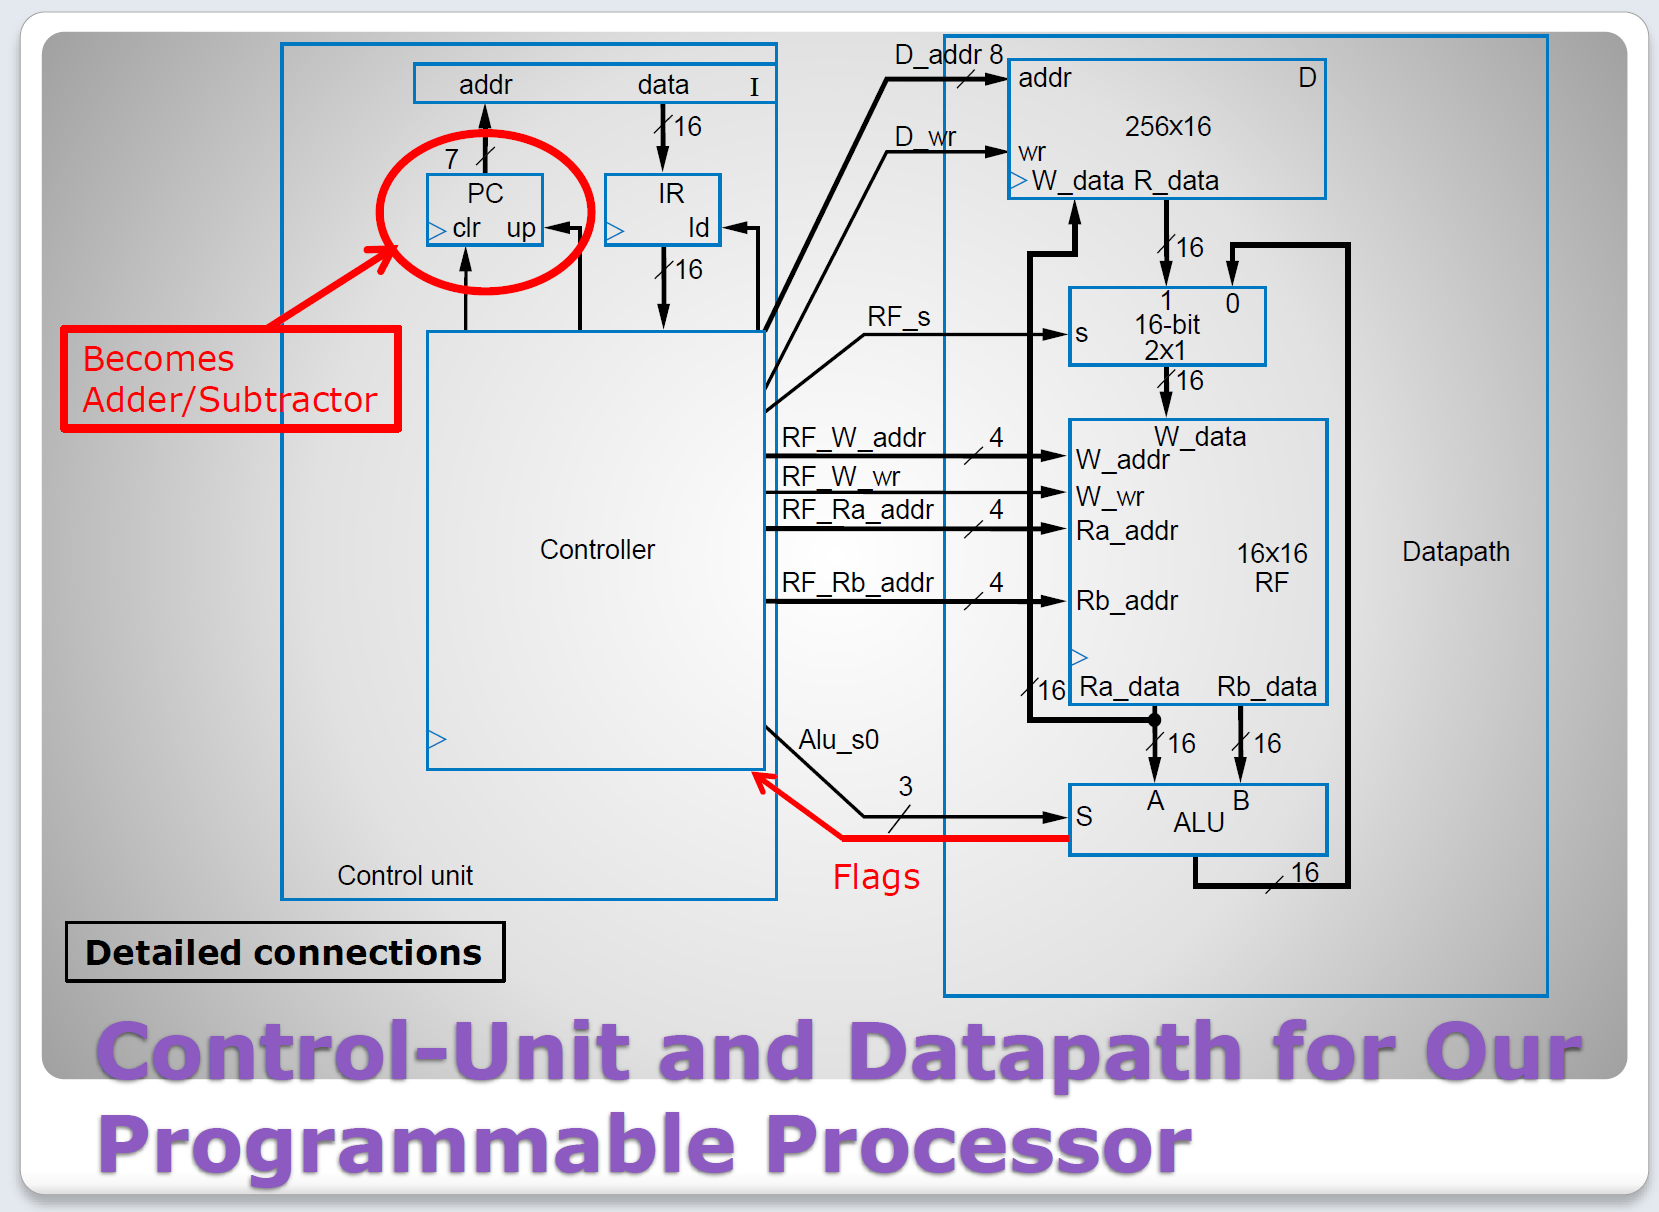 D_addr 8
addr
data
I
addr
D
16
256x16
D_wr
7
wr
PC
IR
W_data R_data
clr
up
ld
16
16
1
0
RF_s
16-bit
s
2x1
Becomes
Adder/Subtractor
16
RF_W_addr
4
W_data
W_addr
RF_W_wr
W_wr
RF_Ra_addr
4
Ra_addr
Controller
16x16
RF
Datapath
RF_Rb_addr
4
Rb_addr
16
Ra_data
Rb_data
Alu_s0
16
16
3
A
B
S
ALU
Control unit
Flags
16
Detailed connections
Control-Unit and Datapath for Our
Programmable Processor